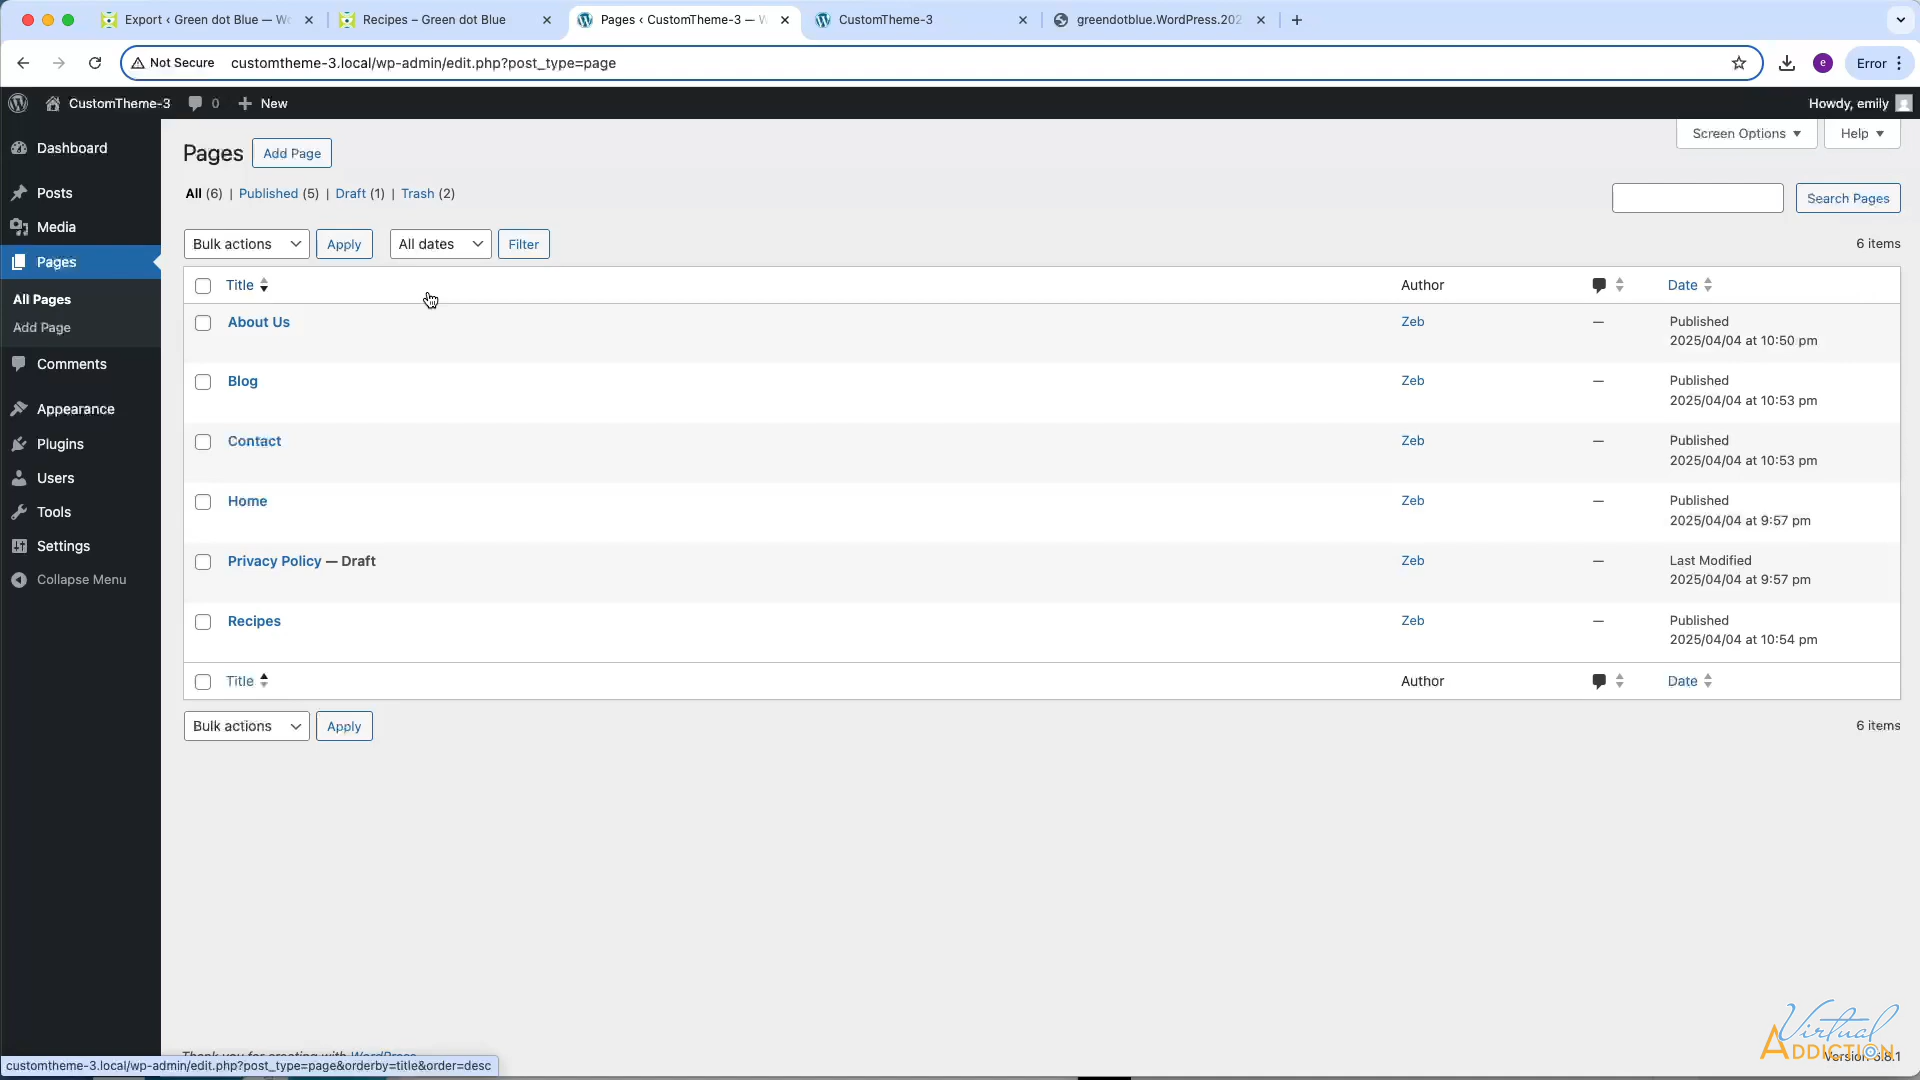 Export ‹ Green dot Blue — Wo
Recipes – Green dot Blue
Pages ‹ CustomTheme-3 — W
CustomTheme-3
greendotblue.WordPress.202
Not Secure
customtheme-3.local/wp-admin/edit.php?post_type=page
e
Error
CustomTheme-3
0
New
Howdy, emily
Dashboard
Posts
Media
Pages
All Pages
Add Page
Comments
Appearance
Plugins
Users
Tools
Settings
Collapse Menu
Screen Options
Help
Pages
Add Page
All (6) | Published (5) | Draft (1) | Trash (2)
Search Pages
Bulk actions
Apply
All dates
Filter
6 items
Title
Author
Date
About Us
Zeb
—
Published
2025/04/04 at 10:50 pm
Blog
Zeb
—
Published
2025/04/04 at 10:53 pm
Contact
Zeb
—
Published
2025/04/04 at 10:53 pm
Home
Zeb
—
Published
2025/04/04 at 9:57 pm
Privacy Policy — Draft
Zeb
—
Last Modified
2025/04/04 at 9:57 pm
Recipes
Zeb
—
Published
2025/04/04 at 10:54 pm
Title
Author
Date
Bulk actions
Apply
6 items
Thank you for creating with WordPress
customtheme-3.local/wp-admin/edit.php?post_type=page&orderby=title&order=desc
Virtual
ADDICTION